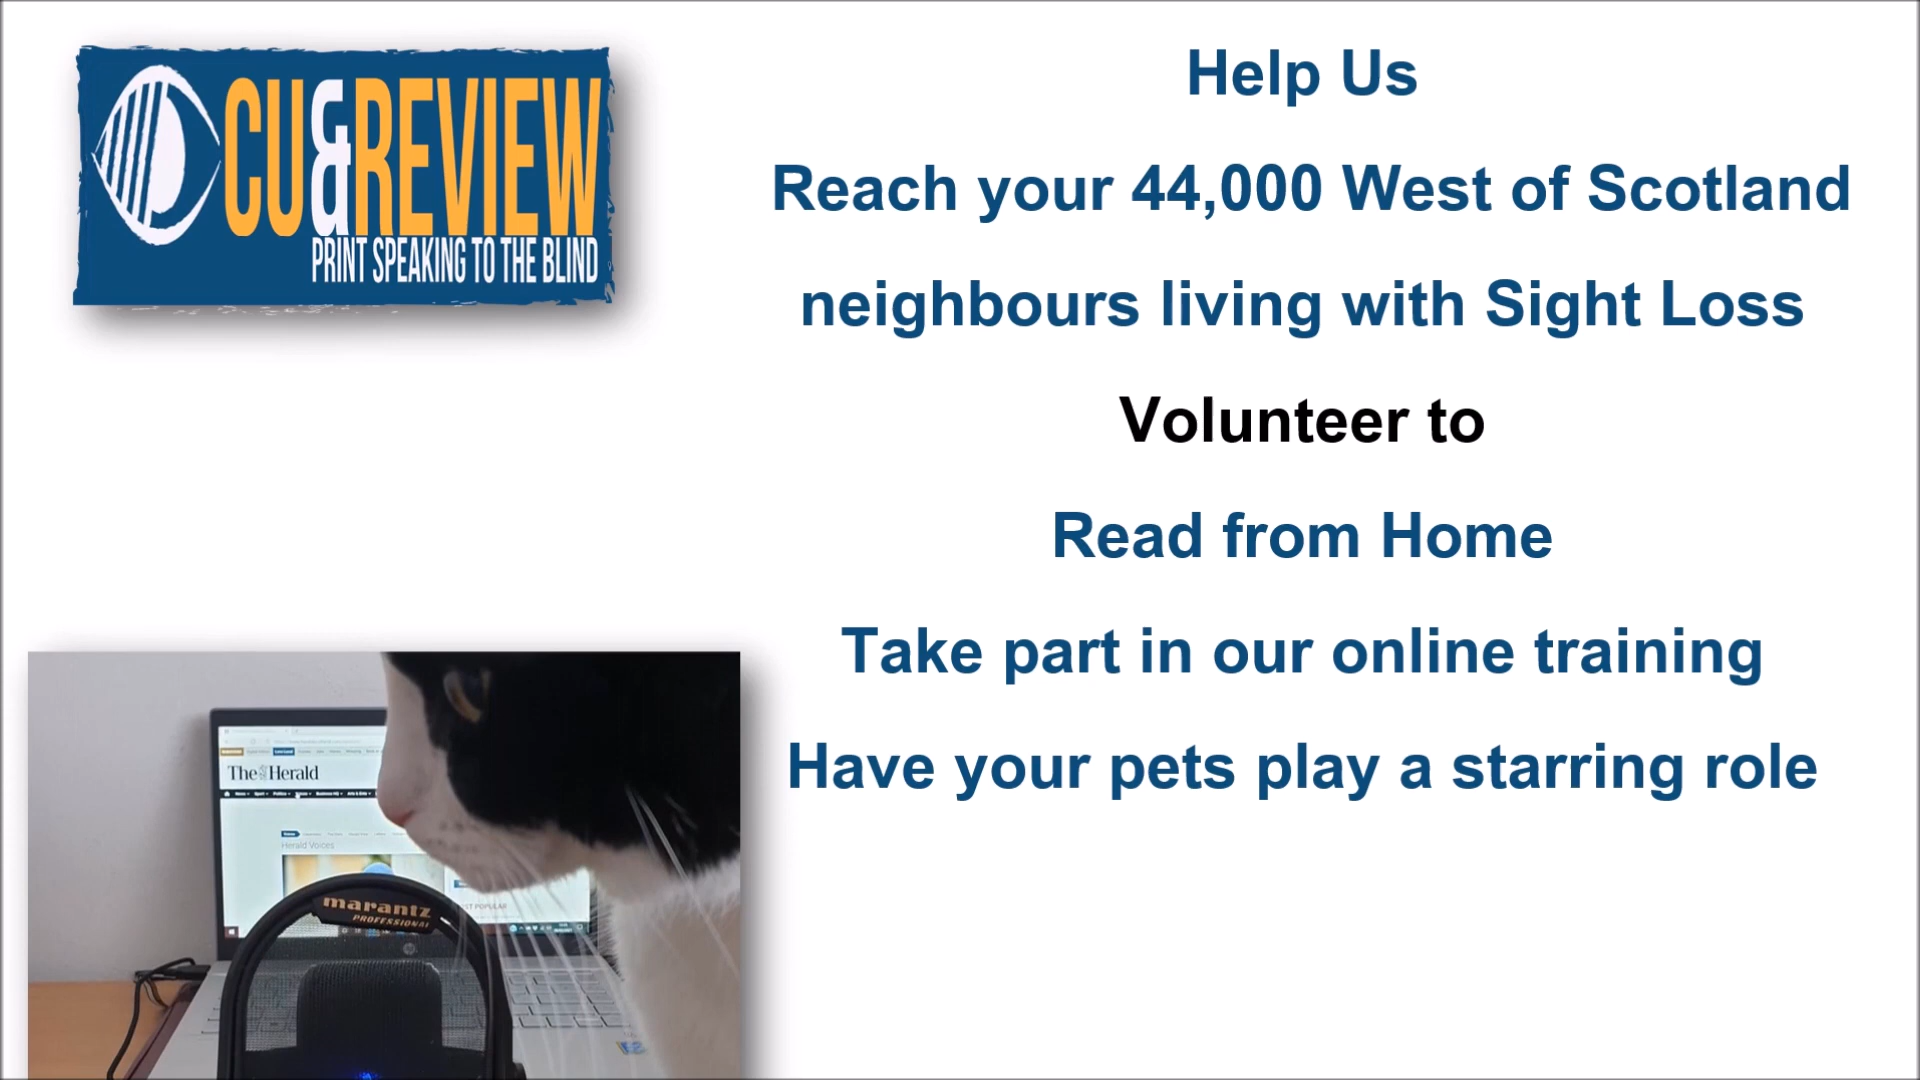 CU&REVIEW
PRINT SPEAKING TO THE BLIND
Help Us
Reach your 44,000 West of Scotland
neighbours living with Sight Loss
Volunteer to
Read from Home
Take part in our online training
Have your pets play a starring role
The Herald
Herald Voices
marantz
PROFESSIONAL